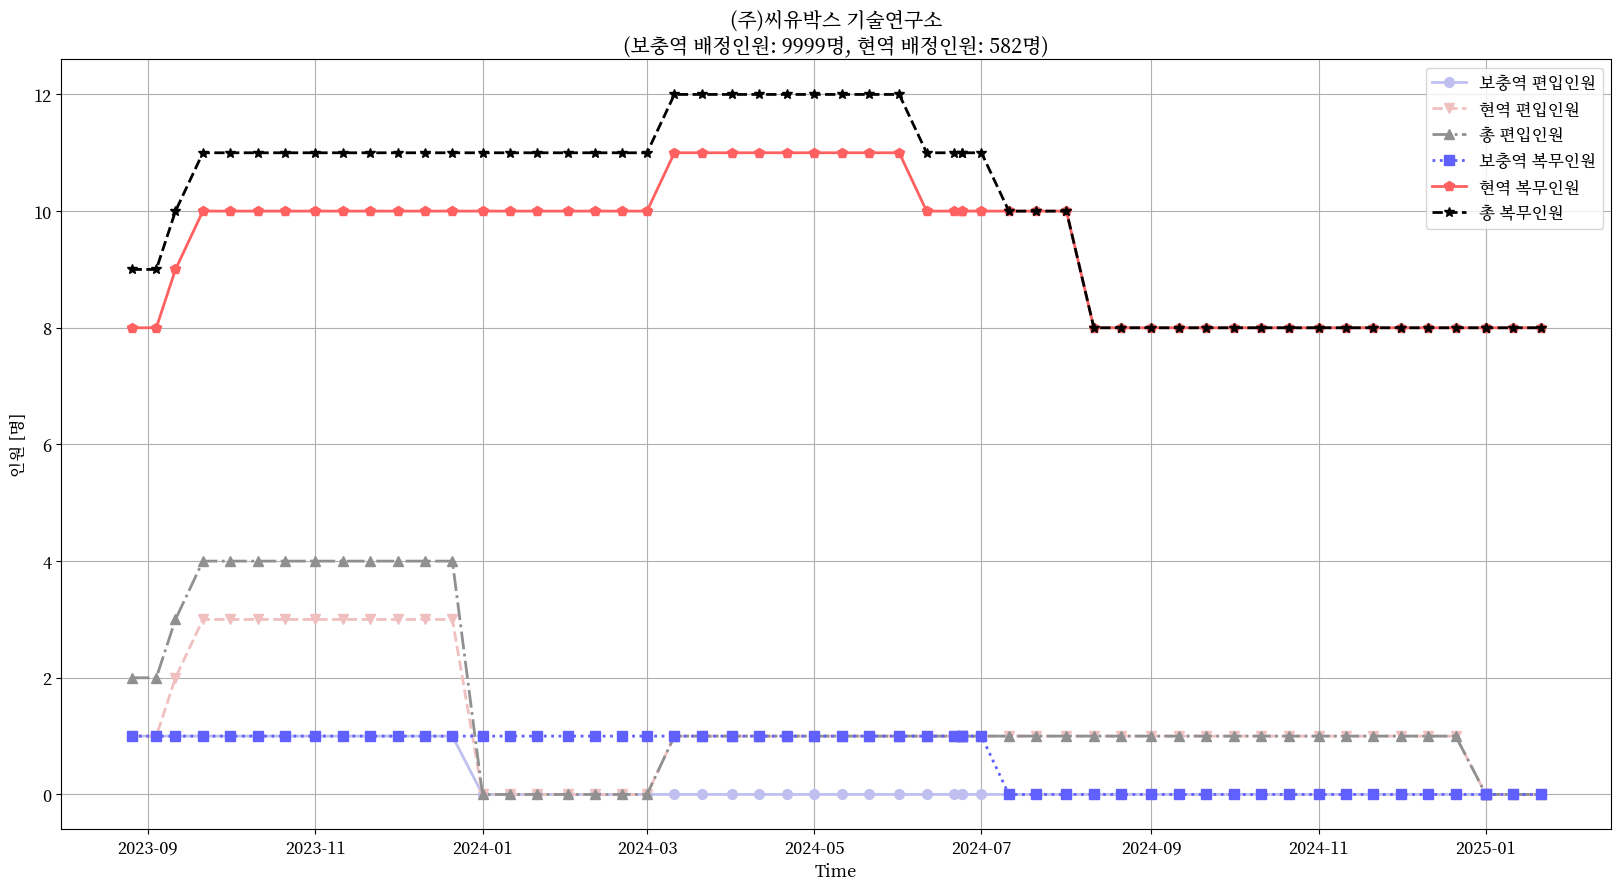 (주)씨유박스 기술연구소
(보충역 배정인원: 9999명, 현역 배정인원: 582명)
보충역 편입인원
현역 편입인원
총 편입인원
보충역 복무인원
현역 복무인원
총 복무인원
인원 [명]
12
10
8
6
4
2
0
2023-09
2023-11
2024-01
2024-03
2024-05
2024-07
2024-09
2024-11
2025-01
Time